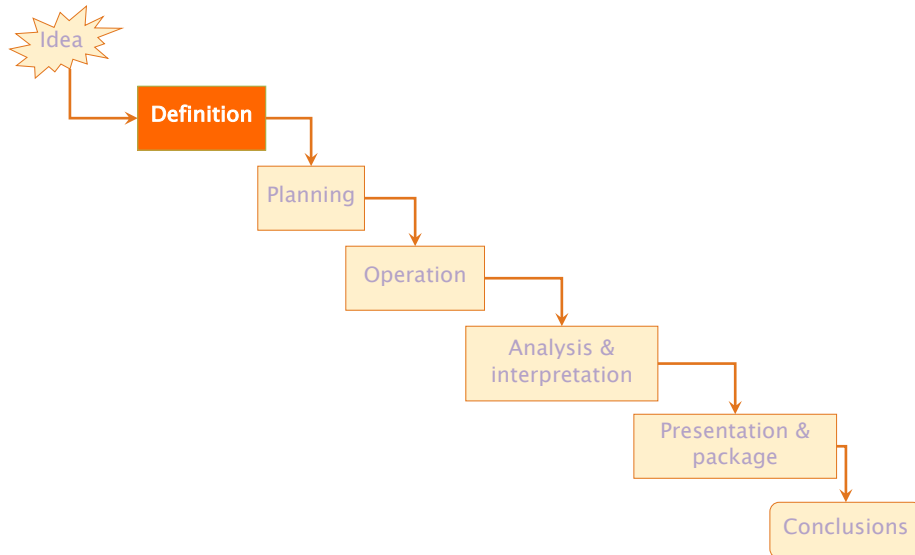 Idea
Definition
Planning
Operation
Analysis &
interpretation
Presentation &
package
Conclusions